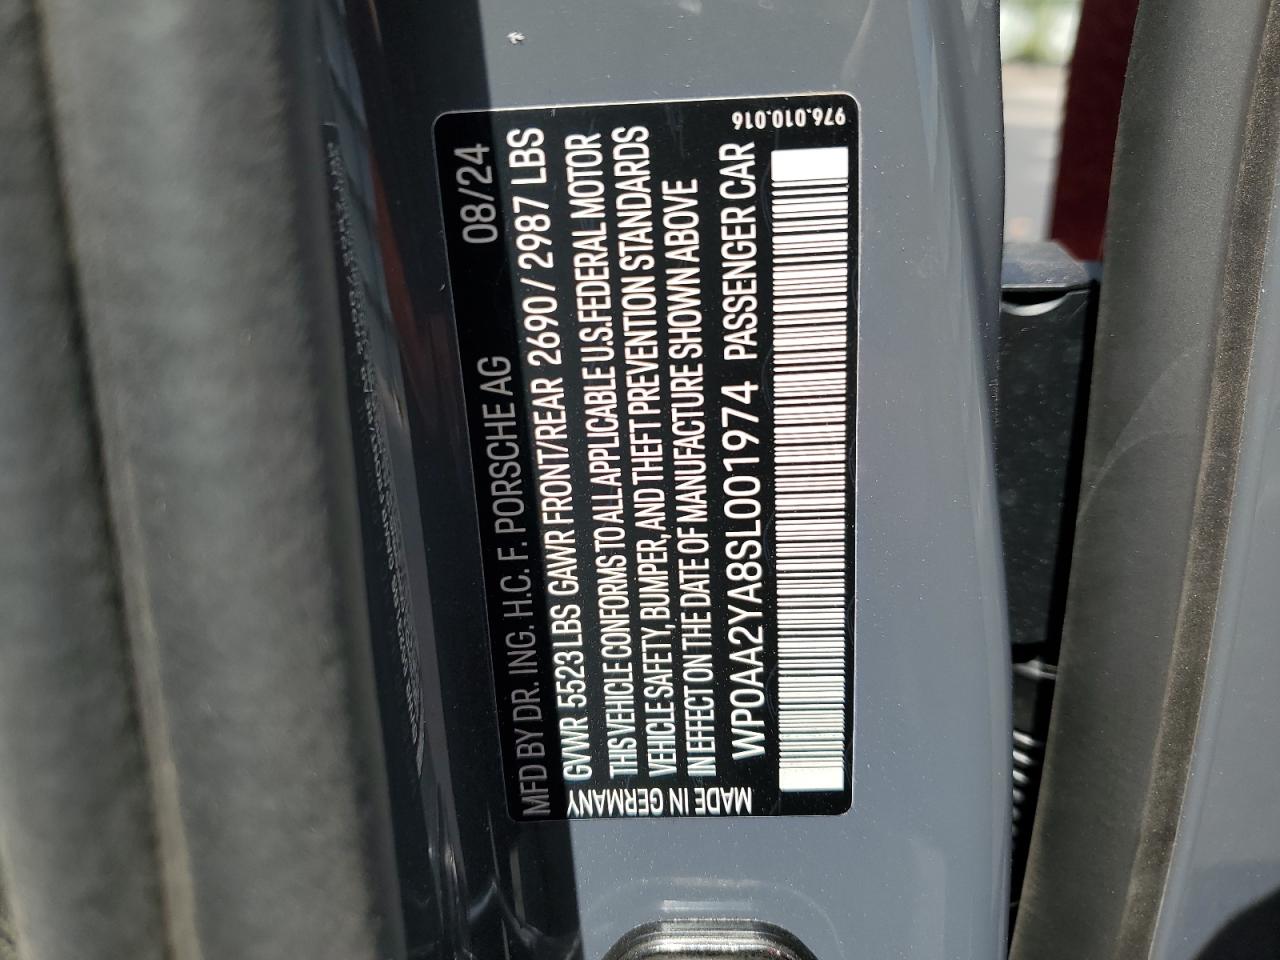 MFD BY DR. ING. H.C. F. PORSCHE AG 08/24
GVWR 5523 LBS GAWR FRONT/REAR 2690 / 2987 LBS
THIS VEHICLE CONFORMS TO ALL APPLICABLE U.S. FEDERAL MOTOR
VEHICLE SAFETY, BUMPER, AND THEFT PREVENTION STANDARDS
IN EFFECT ON THE DATE OF MANUFACTURE SHOWN ABOVE
WP0AA2YA8SL001974 PASSENGER CAR
MADE IN GERMANY
976.010.016